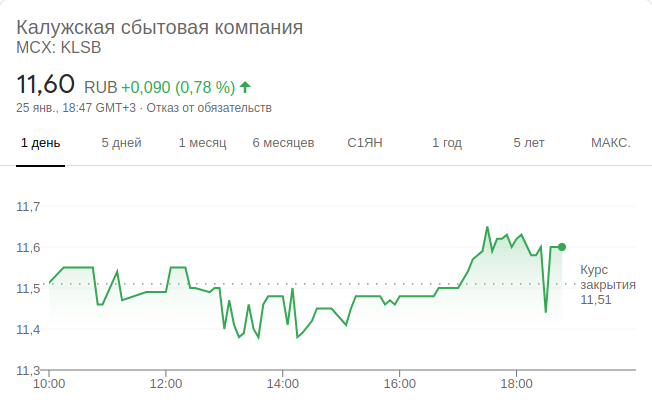 Калужская сбытовая компания
MCX: KLSB
11,60 RUB +0,090 (0,78 %)
25 янв., 18:47 GMT+3 · Отказ от обязательств
1 день 5 дней 1 месяц 6 месяцев С1ЯН 1 год 5 лет МАКС.
11,7
11,6
11,5
11,4
11,3
Курс
закрытия
11,51
10:00 12:00 14:00 16:00 18:00